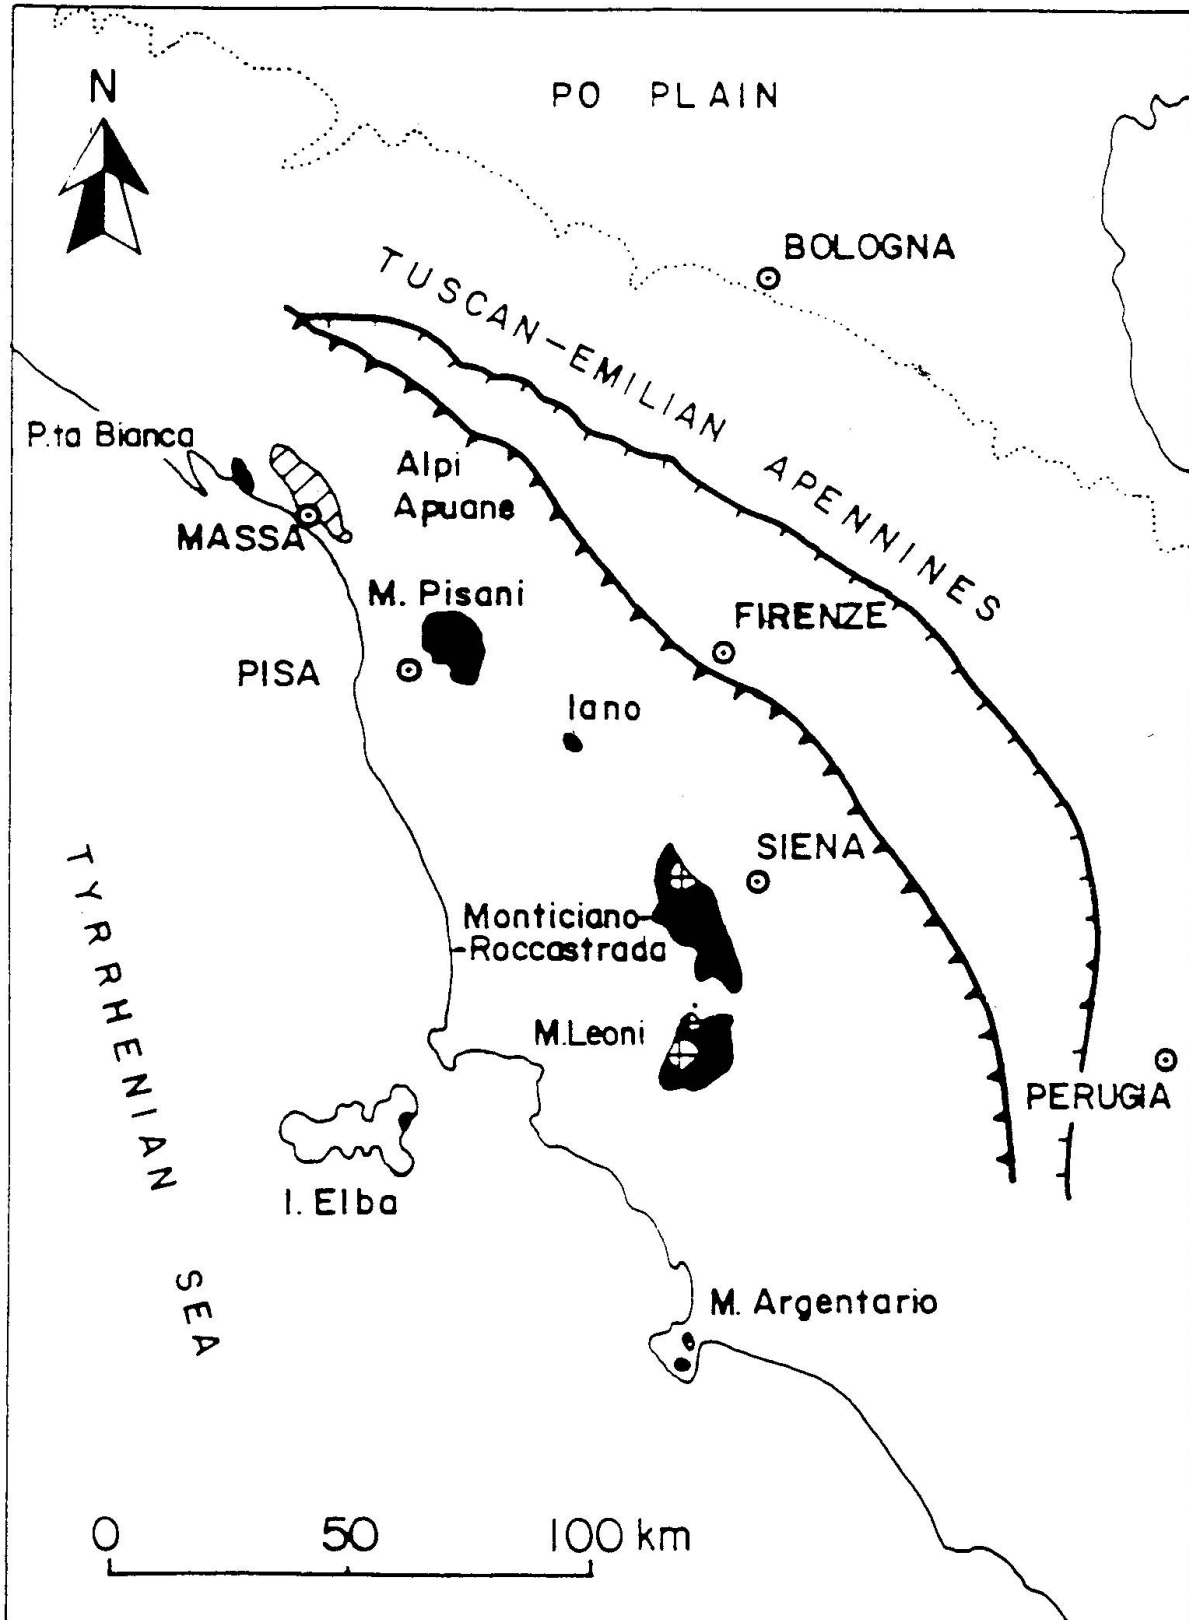 N
PO PLAIN
BOLOGNA
TUSCAN-EMILIAN APENNINES
P.ta Bianca
Alpi
Apuane
MASSA
M. Pisani
FIRENZE
PISA
Iano
SIENA
Monticiano-
-Roccastrada
M.Leoni
PERUGIA
TYRRHENIAN SEA
I. Elba
M. Argentario
0 50 100 km